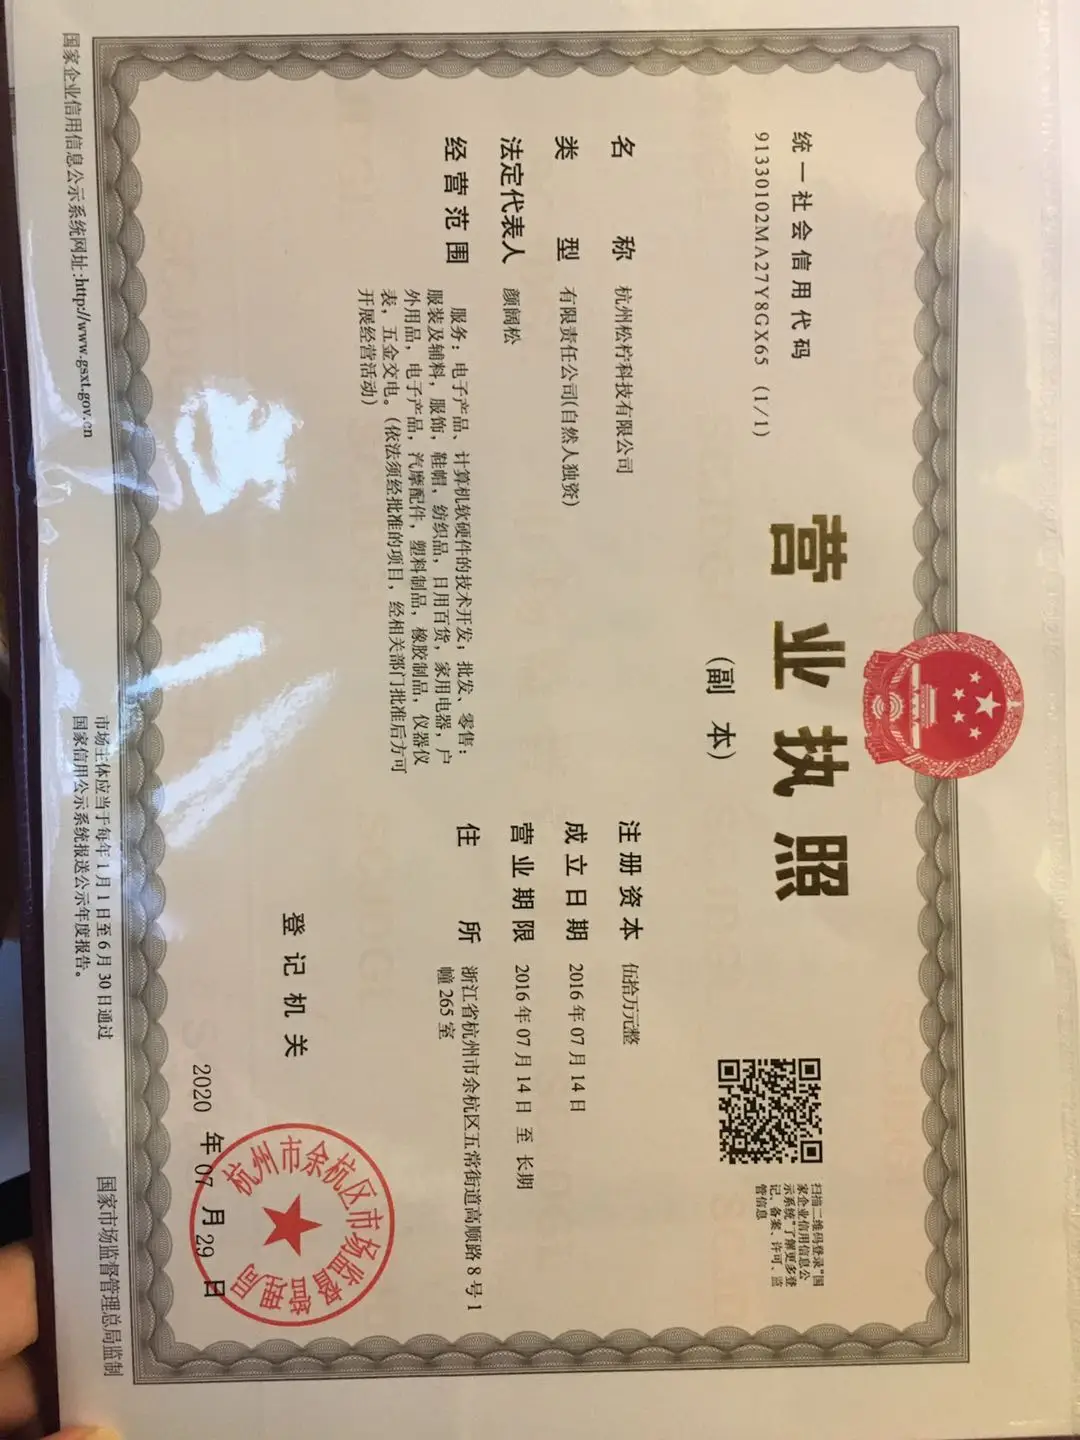 统一社会信用代码
91330102MA27Y8GX65 (1/1)
营业执照
(副 本)
扫描二维码登录“国
家企业信用信息公
示系统”了解更多登
记、备案、许可、监
管信息
名称 杭州松柠科技有限公司
类型 有限责任公司(自然人独资)
法定代表人 颜阔松
经营范围 服务：电子产品、计算机软硬件的技术开发；批发、零售：
服装及辅料，服饰，鞋帽，纺织品，日用百货，家用电器，户
外用品，电子产品，汽摩配件，塑料制品，橡胶制品，仪器仪
表，五金交电。(依法须经批准的项目，经相关部门批准后方可
开展经营活动)
注册资本 伍拾万元整
成立日期 2016年07月14日
营业期限 2016年07月14日 至 长期
住所 浙江省杭州市余杭区五常街道高顺路8号1
幢265室
登记机关
杭州市余杭区市场监督管理局
2020年07月29日
国家企业信用信息公示系统网址:http://www.gsxt.gov.cn
市场主体应当于每年1月1日至6月30日通过
国家信用公示系统报送公示年度报告。
国家市场监督管理总局监制